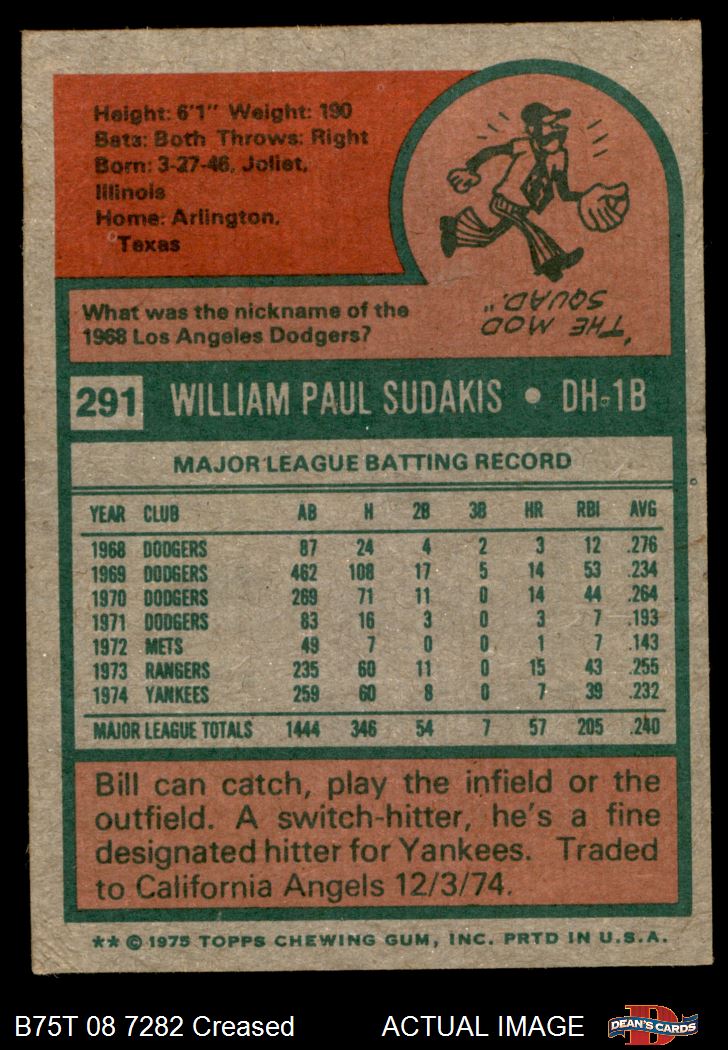 Height: 6'1" Weight: 190
Bats: Both Throws: Right
Born: 3-27-46, Joliet,
Illinois
Home: Arlington,
Texas
What was the nickname of the
1968 Los Angeles Dodgers?
"THE MOD
SQUAD."
291 WILLIAM PAUL SUDAKIS • DH-1B
MAJOR LEAGUE BATTING RECORD
YEAR CLUB AB H 2B 3B HR RBI AVG
1968 DODGERS 87 24 4 2 3 12 .276
1969 DODGERS 462 108 17 5 14 53 .234
1970 DODGERS 269 71 11 0 14 44 .264
1971 DODGERS 83 16 3 0 3 7 .193
1972 METS 49 7 0 0 1 7 .143
1973 RANGERS 235 60 11 0 15 43 .255
1974 YANKEES 259 60 8 0 7 39 .232
MAJOR LEAGUE TOTALS 1444 346 54 7 57 205 .240
Bill can catch, play the infield or the
outfield. A switch-hitter, he's a fine
designated hitter for Yankees. Traded
to California Angels 12/3/74.
** © 1975 TOPPS CHEWING GUM, INC. PRTD IN U.S.A.
B75T 08 7282 Creased ACTUAL IMAGE
DEAN'S CARDS